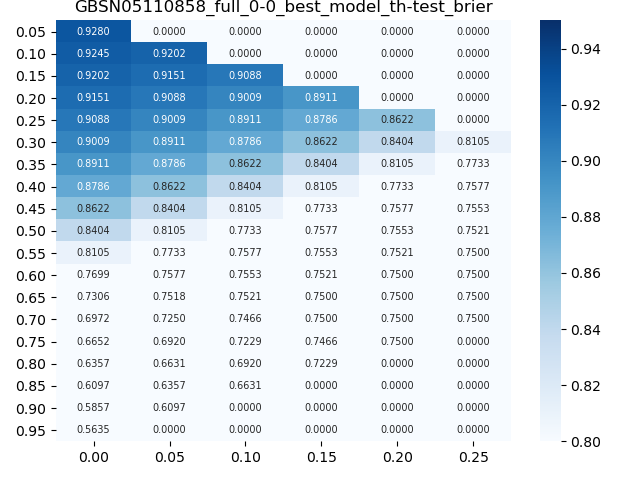 GBSN05110858_full_0-0_best_model_th-test_brier
0.05 0.9280 0.0000 0.0000 0.0000 0.0000 0.0000
0.10 0.9245 0.9202 0.0000 0.0000 0.0000 0.0000
0.15 0.9202 0.9151 0.9088 0.0000 0.0000 0.0000
0.20 0.9151 0.9088 0.9009 0.8911 0.0000 0.0000
0.25 0.9088 0.9009 0.8911 0.8786 0.8622 0.0000
0.30 0.9009 0.8911 0.8786 0.8622 0.8404 0.8105
0.35 0.8911 0.8786 0.8622 0.8404 0.8105 0.7733
0.40 0.8786 0.8622 0.8404 0.8105 0.7733 0.7577
0.45 0.8622 0.8404 0.8105 0.7733 0.7577 0.7553
0.50 0.8404 0.8105 0.7733 0.7577 0.7553 0.7521
0.55 0.8105 0.7733 0.7577 0.7553 0.7521 0.7500
0.60 0.7699 0.7577 0.7553 0.7521 0.7500 0.7500
0.65 0.7306 0.7518 0.7521 0.7500 0.7500 0.7500
0.70 0.6972 0.7250 0.7466 0.7500 0.7500 0.7500
0.75 0.6652 0.6920 0.7229 0.7466 0.7500 0.0000
0.80 0.6357 0.6631 0.6920 0.7229 0.0000 0.0000
0.85 0.6097 0.6357 0.6631 0.0000 0.0000 0.0000
0.90 0.5857 0.6097 0.0000 0.0000 0.0000 0.0000
0.95 0.5635 0.0000 0.0000 0.0000 0.0000 0.0000
0.00 0.05 0.10 0.15 0.20 0.25
0.94
0.92
0.90
0.88
0.86
0.84
0.82
0.80